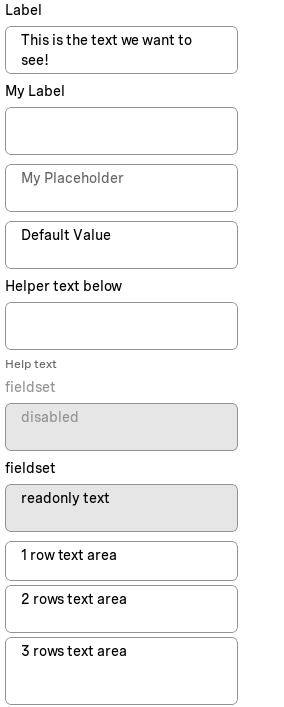 Label
This is the text we want to
see!
My Label
My Placeholder
Default Value
Helper text below
Help text
fieldset
disabled
fieldset
readonly text
1 row text area
2 rows text area
3 rows text area